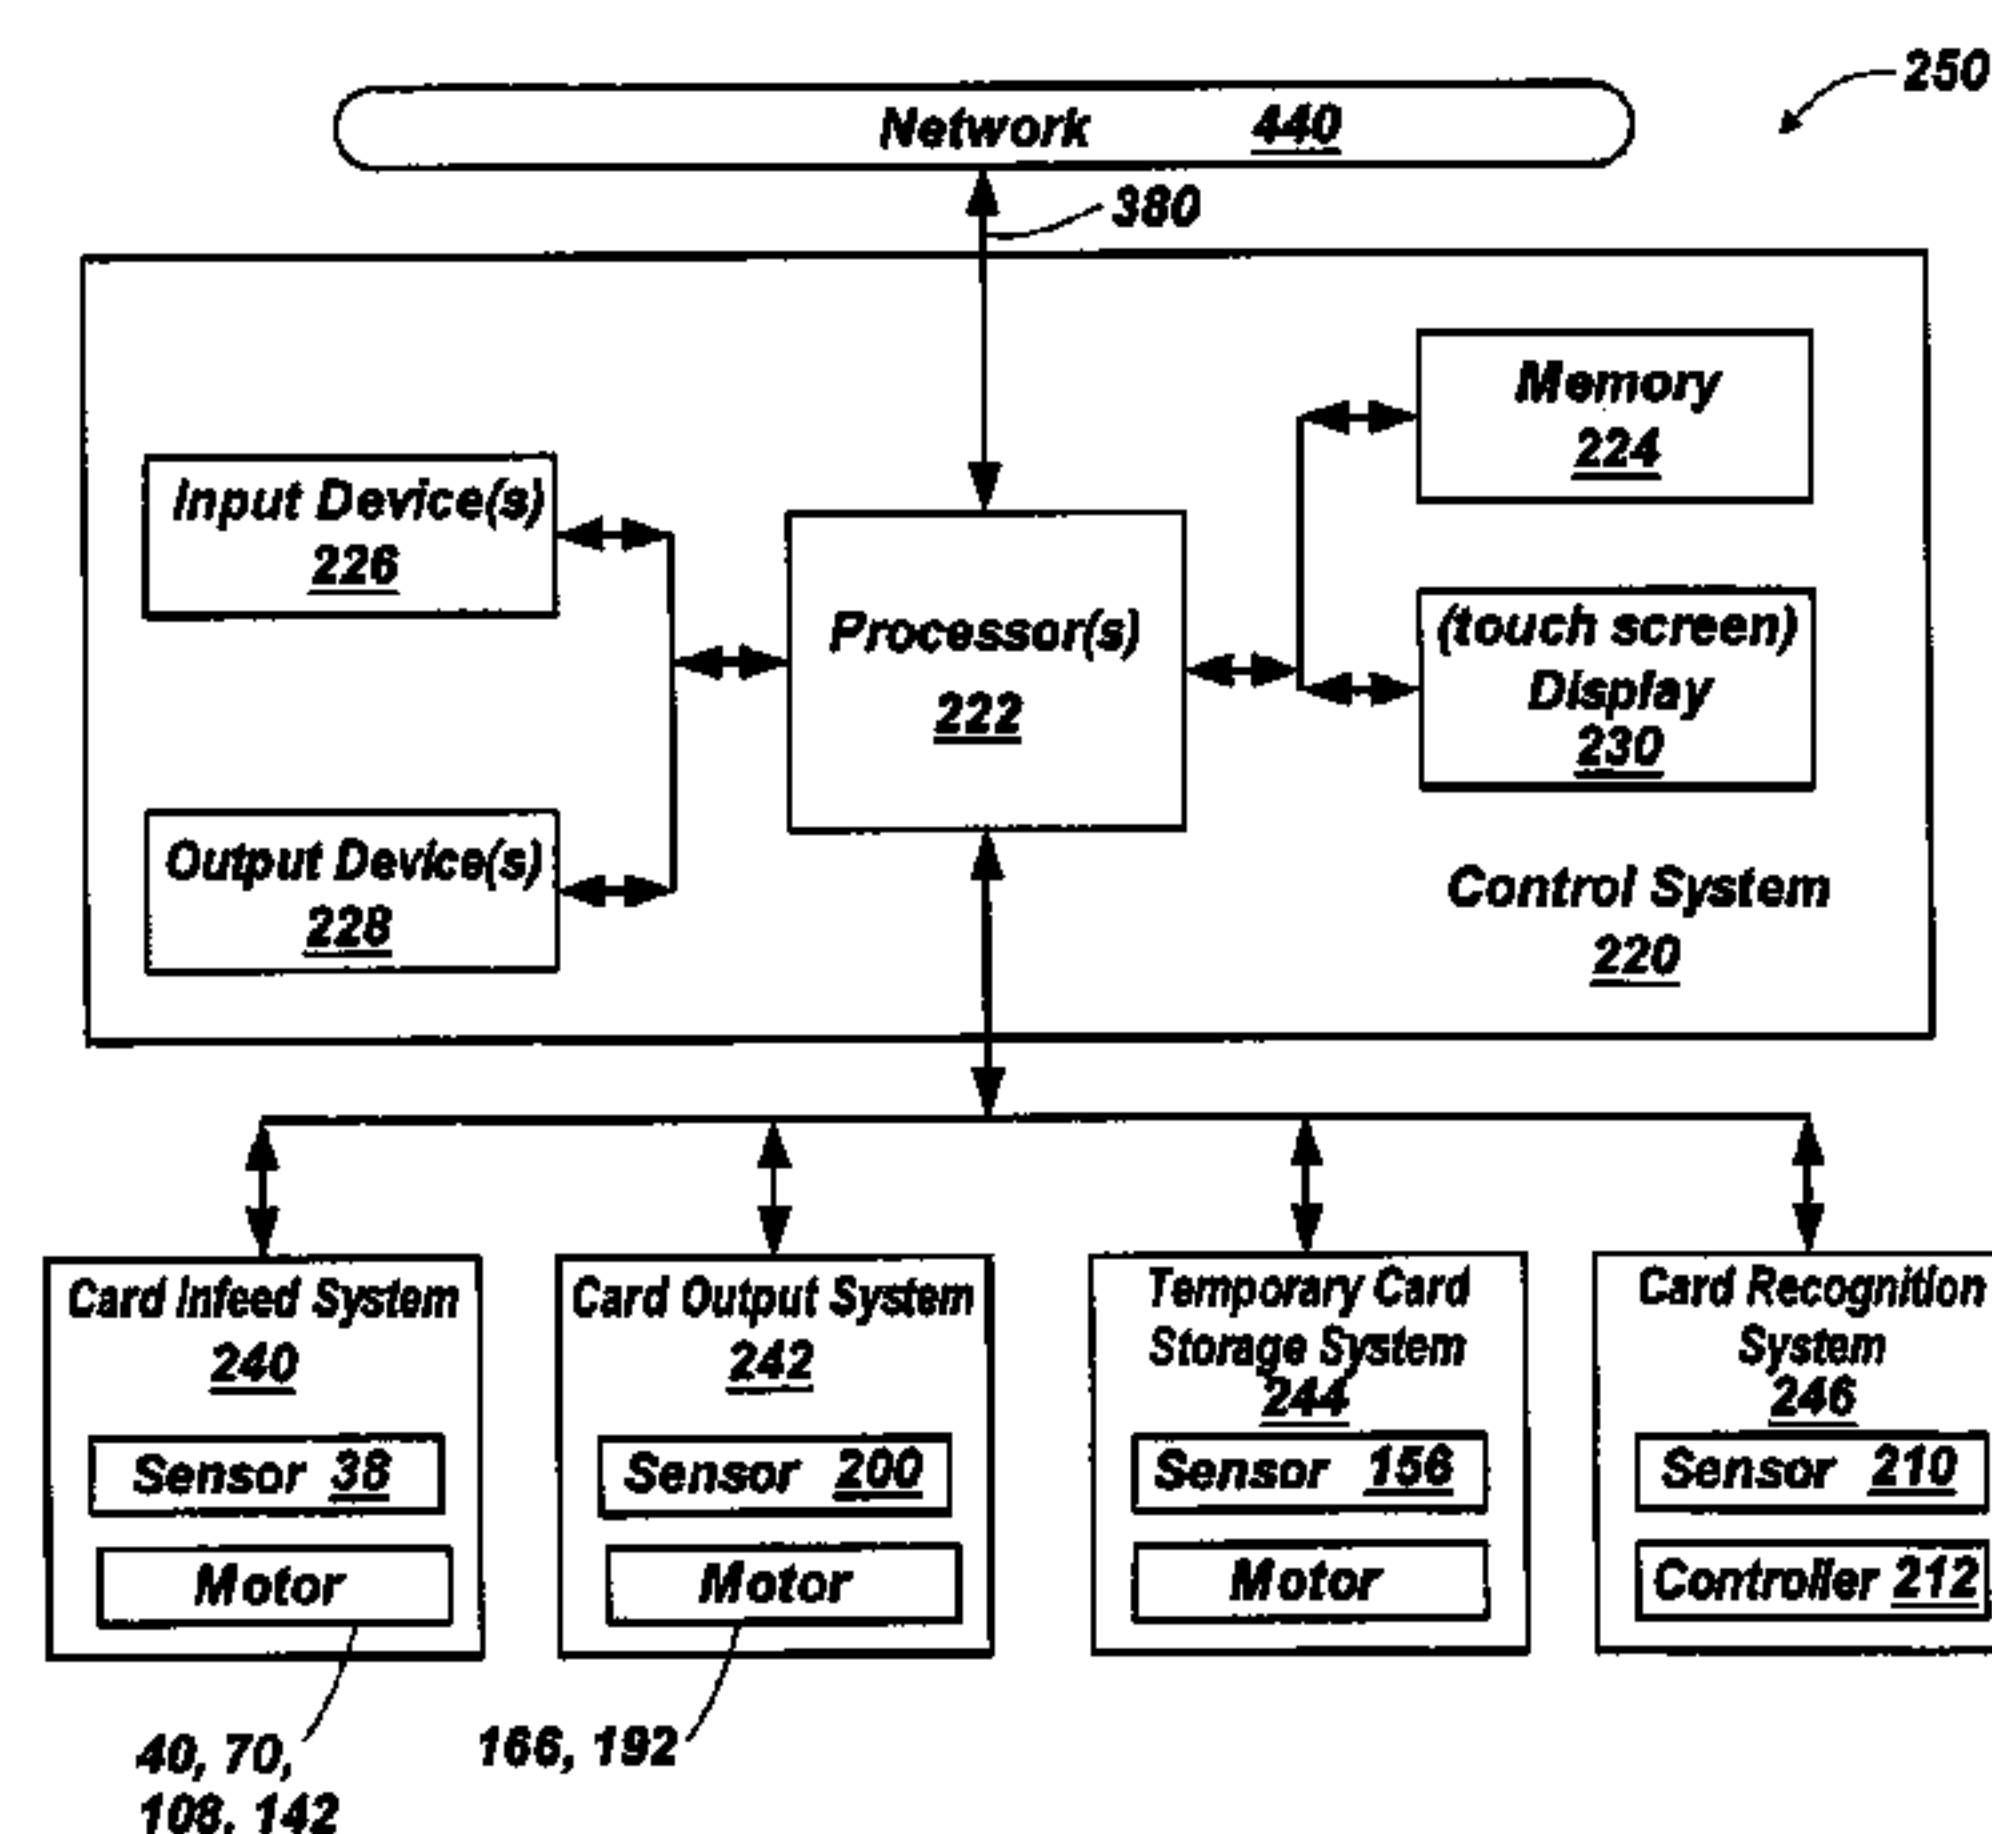 250
Network 440
380
Memory
224
Input Device(s)
226
(touch screen)
Display
230
Processor(s)
222
Output Device(s)
228
Control System
220
Card Infeed System
240
Sensor 38
Motor
Card Output System
242
Sensor 200
Motor
Temporary Card
Storage System
244
Sensor 156
Motor
Card Recognition
System
246
Sensor 210
Controller 212
40, 70,
108, 142
166, 192